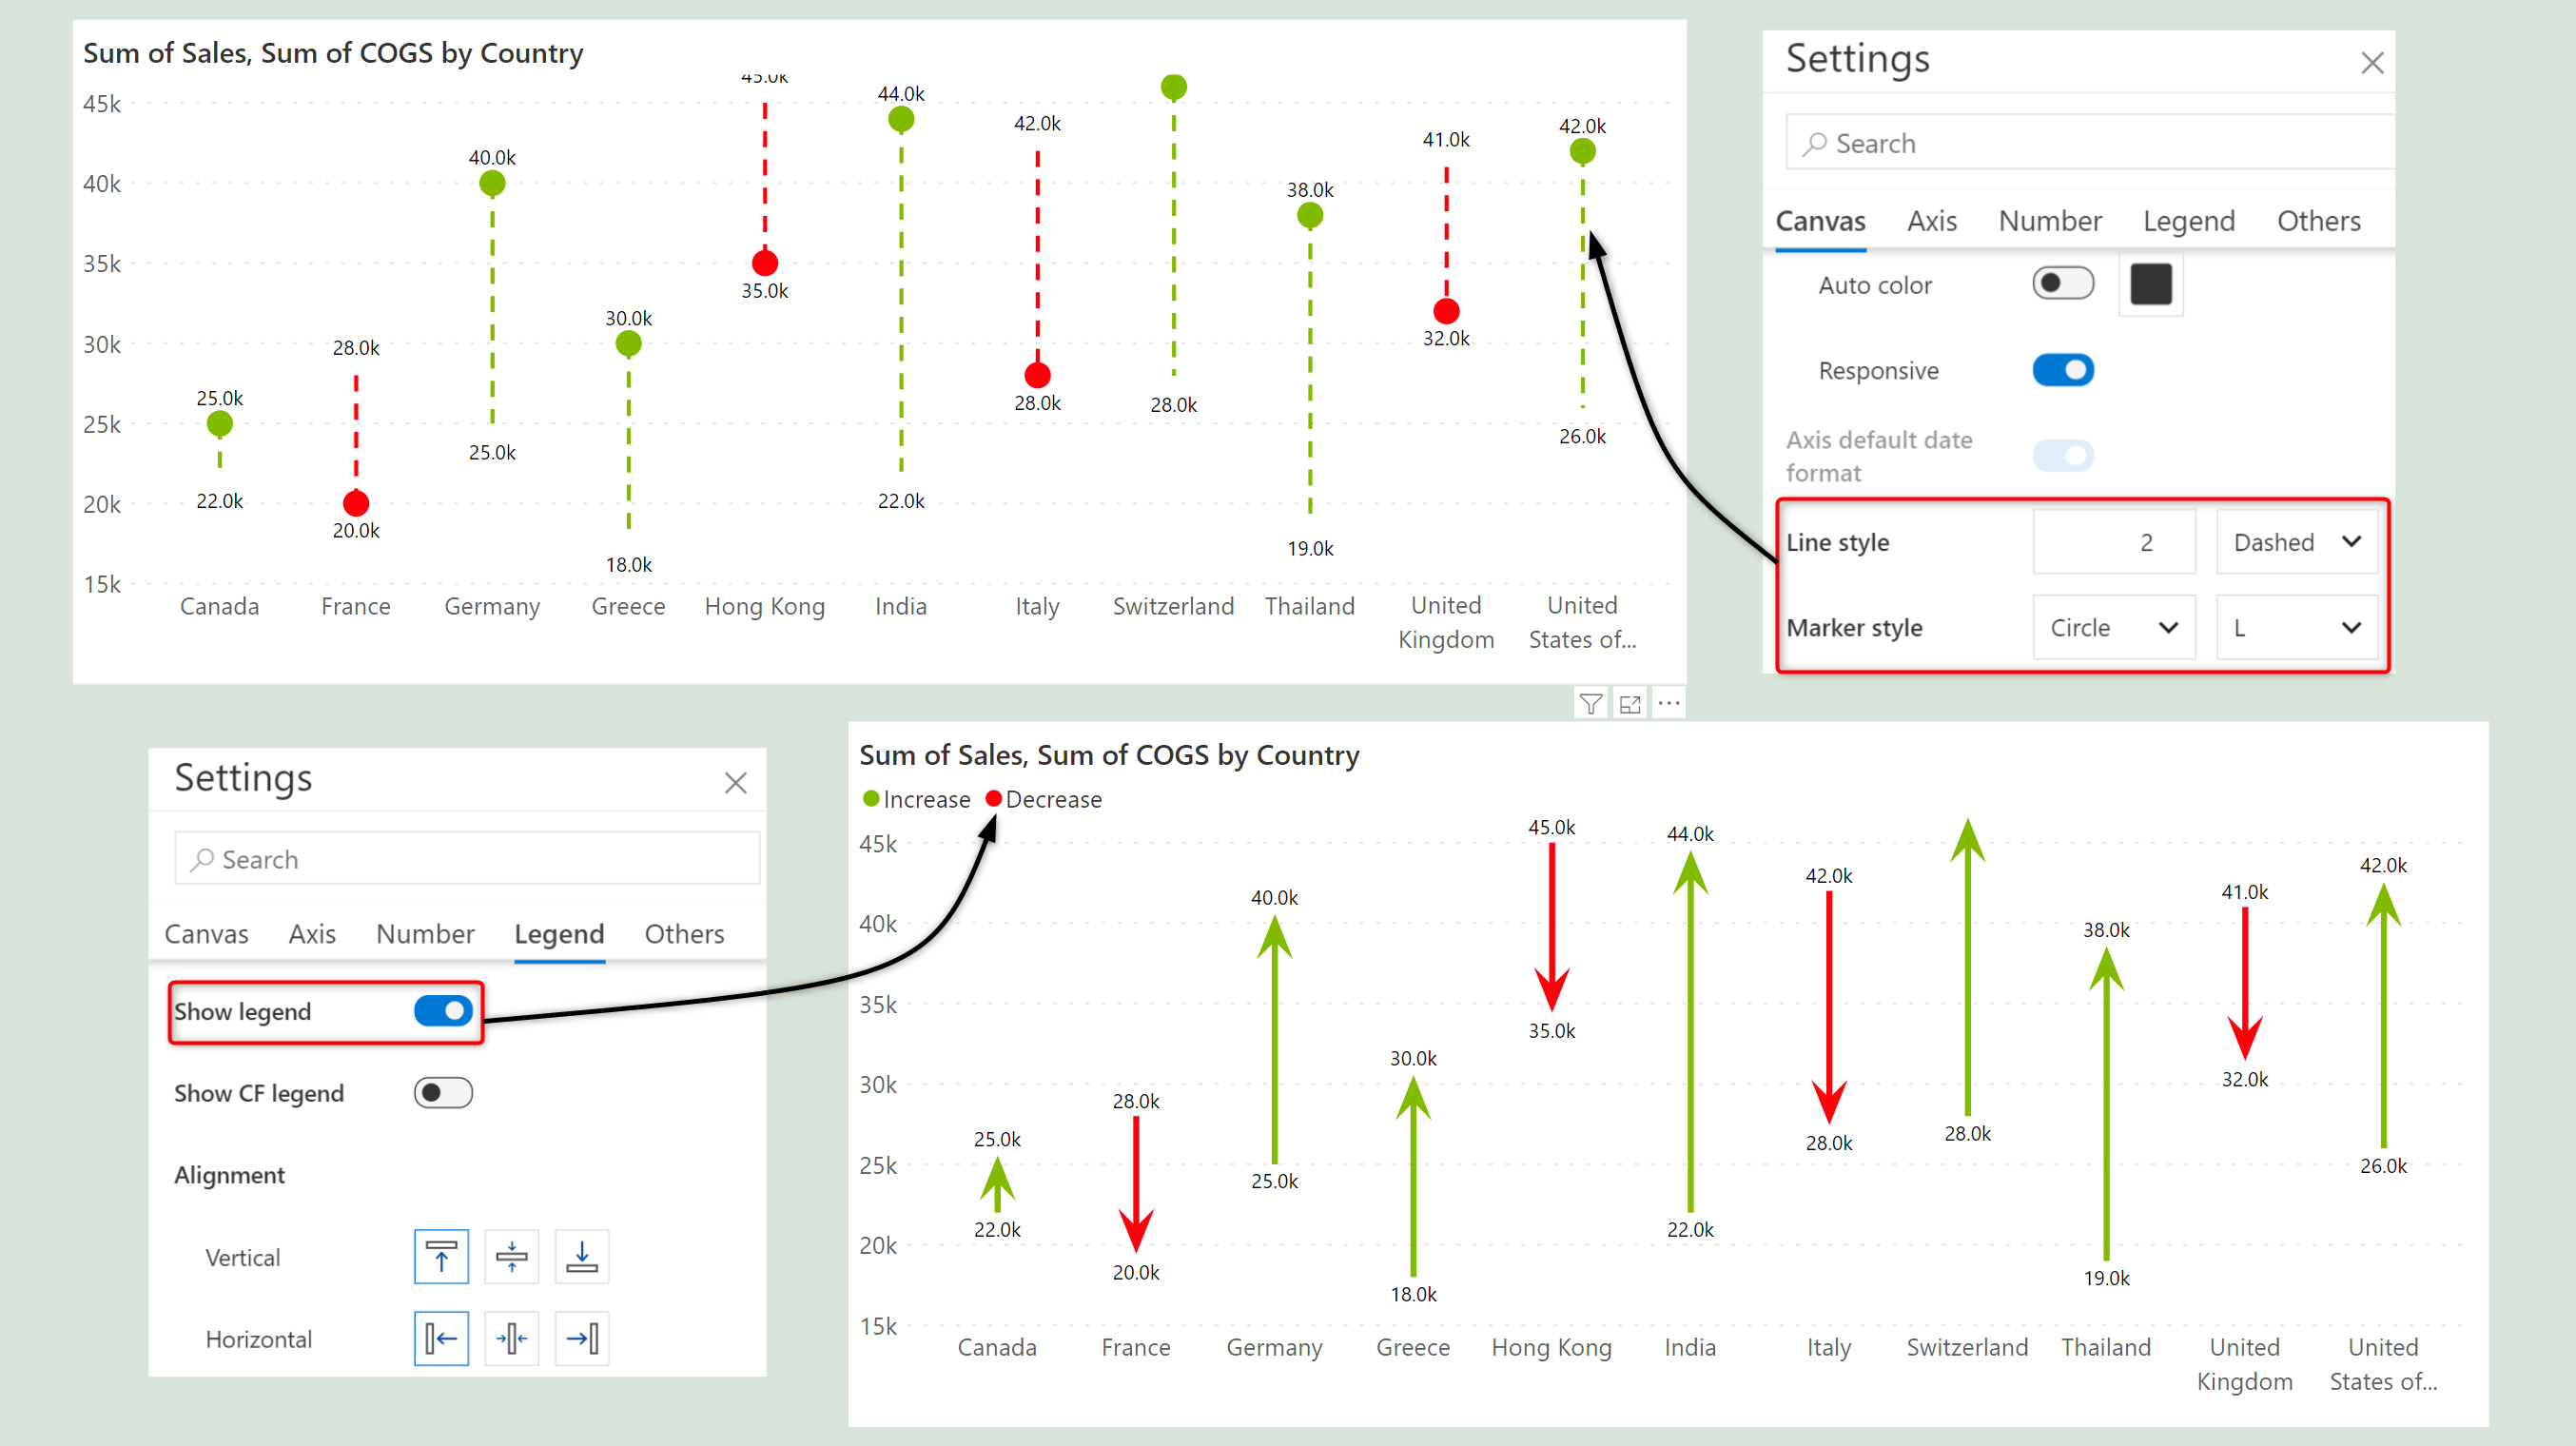 Sum of Sales, Sum of COGS by Country
45.0k
45k
44.0k
42.0k
42.0k
41.0k
40.0k
40k
38.0k
35k
35.0k
30k
32.0k
30.0k
28.0k
25.0k
28.0k
28.0k
25k
26.0k
25.0k
20k
22.0k
22.0k
20.0k
19.0k
18.0k
15k
Canada France Germany Greece Hong Kong India Italy Switzerland Thailand United Kingdom United States of...
Settings
Search
Canvas Axis Number Legend Others
Auto color
Responsive
Axis default date
format
Line style 2 Dashed
Marker style Circle L
Settings
Search
Canvas Axis Number Legend Others
Show legend
Show CF legend
Alignment
Vertical
Horizontal
Sum of Sales, Sum of COGS by Country
Increase Decrease
45.0k
45k
44.0k
42.0k
42.0k
41.0k
40.0k
40k
38.0k
35k
35.0k
30.0k
30k
32.0k
28.0k
25.0k
28.0k
28.0k
25k
26.0k
25.0k
22.0k
22.0k
20k
20.0k
19.0k
18.0k
15k
Canada France Germany Greece Hong Kong India Italy Switzerland Thailand United Kingdom United States of...